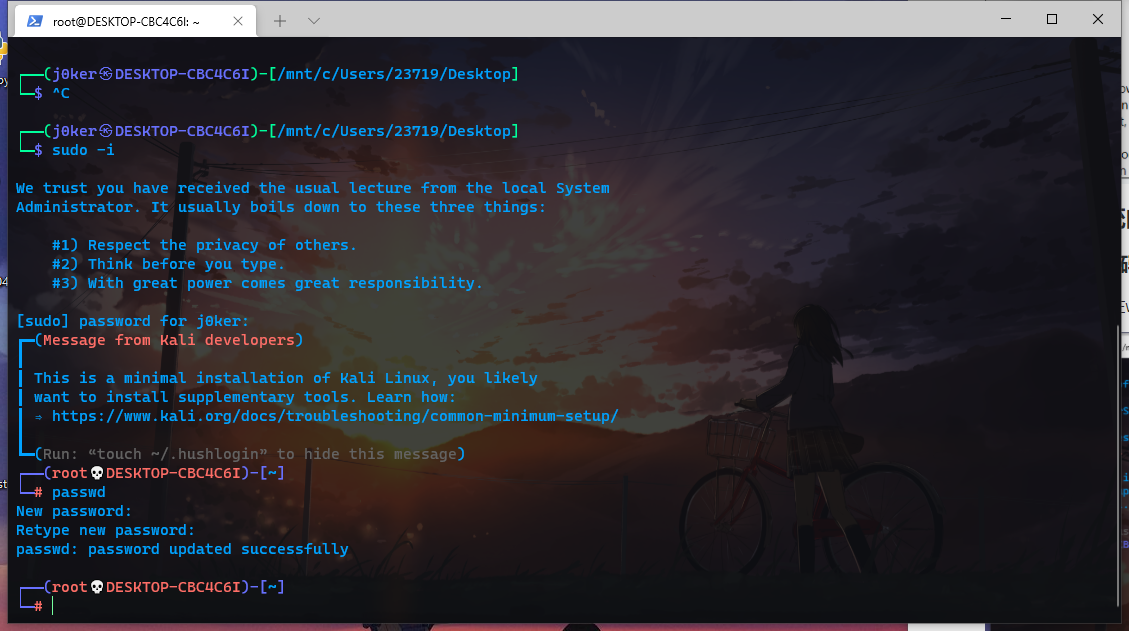 root@DESKTOP-CBC4C6I: ~
(j0ker㉿DESKTOP-CBC4C6I)-[/mnt/c/Users/23719/Desktop]
$ ^C
(j0ker㉿DESKTOP-CBC4C6I)-[/mnt/c/Users/23719/Desktop]
$ sudo -i
We trust you have received the usual lecture from the local System
Administrator. It usually boils down to these three things:
#1) Respect the privacy of others.
#2) Think before you type.
#3) With great power comes great responsibility.
[sudo] password for j0ker:
(Message from Kali developers)
This is a minimal installation of Kali Linux, you likely
want to install supplementary tools. Learn how:
⇒ https://www.kali.org/docs/troubleshooting/common-minimum-setup/
(Run: “touch ~/.hushlogin” to hide this message)
(root💀DESKTOP-CBC4C6I)-[~]
# passwd
New password:
Retype new password:
passwd: password updated successfully
(root💀DESKTOP-CBC4C6I)-[~]
#